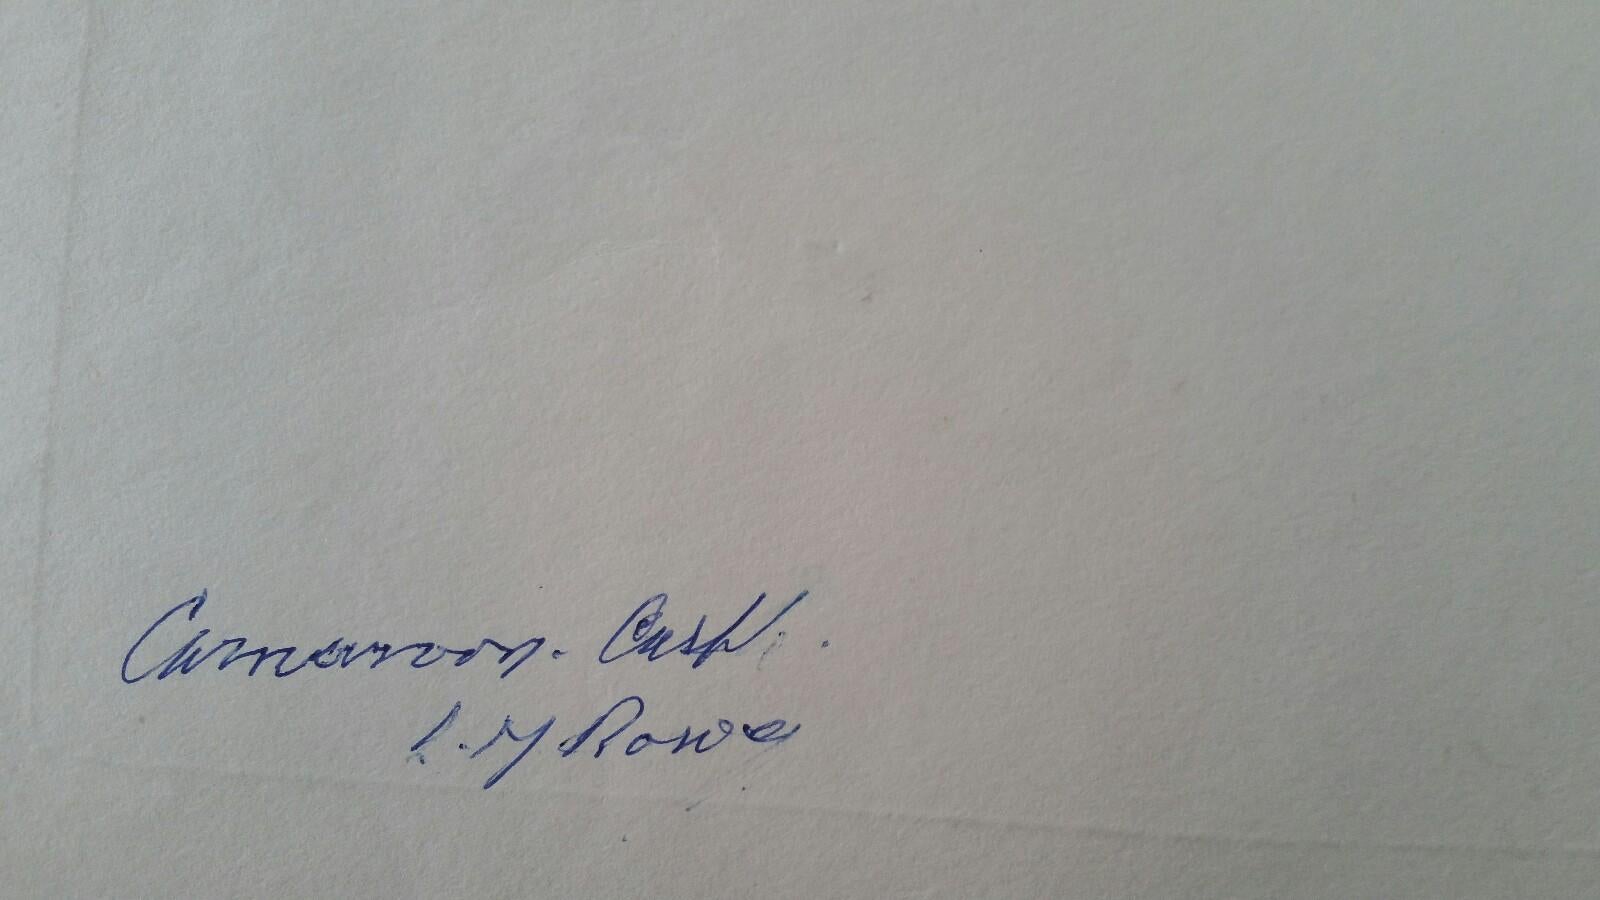 Carnarvon. Castle.
L. M Rowe